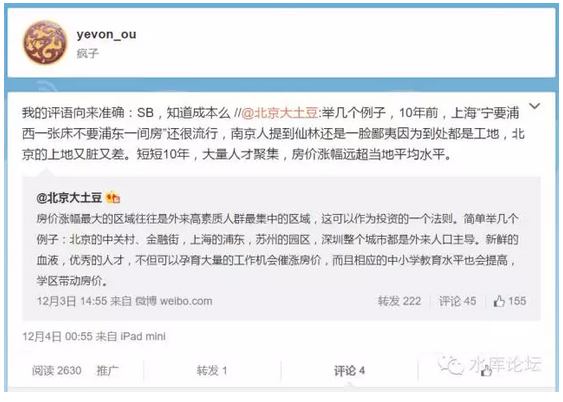 yevon_ou
疯子
我的评语向来准确：SB，知道成本么 //@北京大土豆:举几个例子，10年前，上海“宁要浦
西一张床不要浦东一间房”还很流行，南京人提到仙林还是一脸鄙夷因为到处都是工地，北
京的上地又脏又差。短短10年，大量人才聚集，房价涨幅远超当地平均水平。
@北京大土豆
房价涨幅最大的区域往往是外来高素质人群最集中的区域，这可以作为投资的一个法则。简单举几个
例子：北京的中关村、金融街，上海的浦东，苏州的园区，深圳整个城市都是外来人口主导。新鲜的
血液，优秀的人才，不但可以孕育大量的工作机会催涨房价，而且相应的中小学教育水平也会提高，
学区带动房价。
12月3日 14:55 来自 微博 weibo.com 转发 222 评论 45 155
12月4日 00:55 来自 iPad mini
阅读 2630 推广 转发 1 评论 4
水库论坛